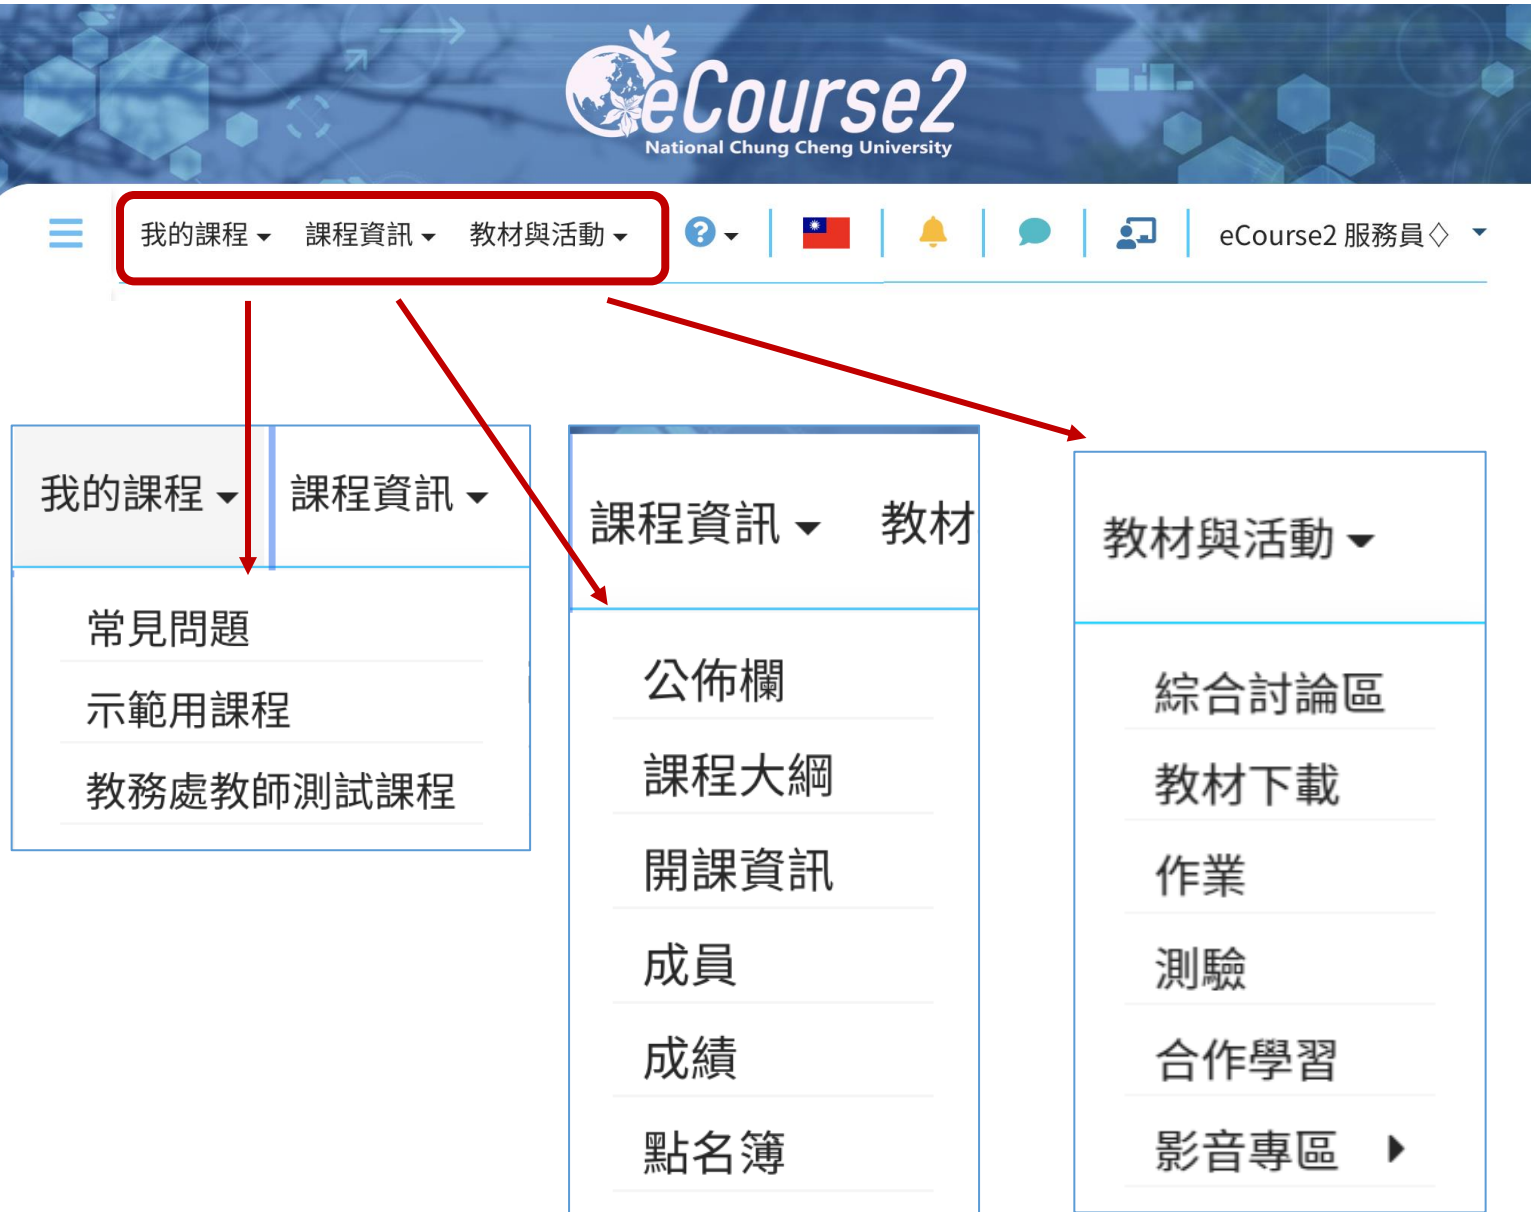 eCourse2
National Chung Cheng University
我的課程 課程資訊 教材與活動 ? eCourse2 服務員♢
我的課程 課程資訊
常見問題
示範用課程
教務處教師測試課程
課程資訊 教材
公佈欄
課程大綱
開課資訊
成員
成績
點名簿
教材與活動
綜合討論區
教材下載
作業
測驗
合作學習
影音專區